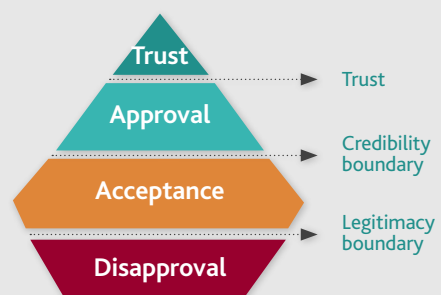 Trust
Trust
Approval
Credibility
boundary
Acceptance
Legitimacy
boundary
Disapproval